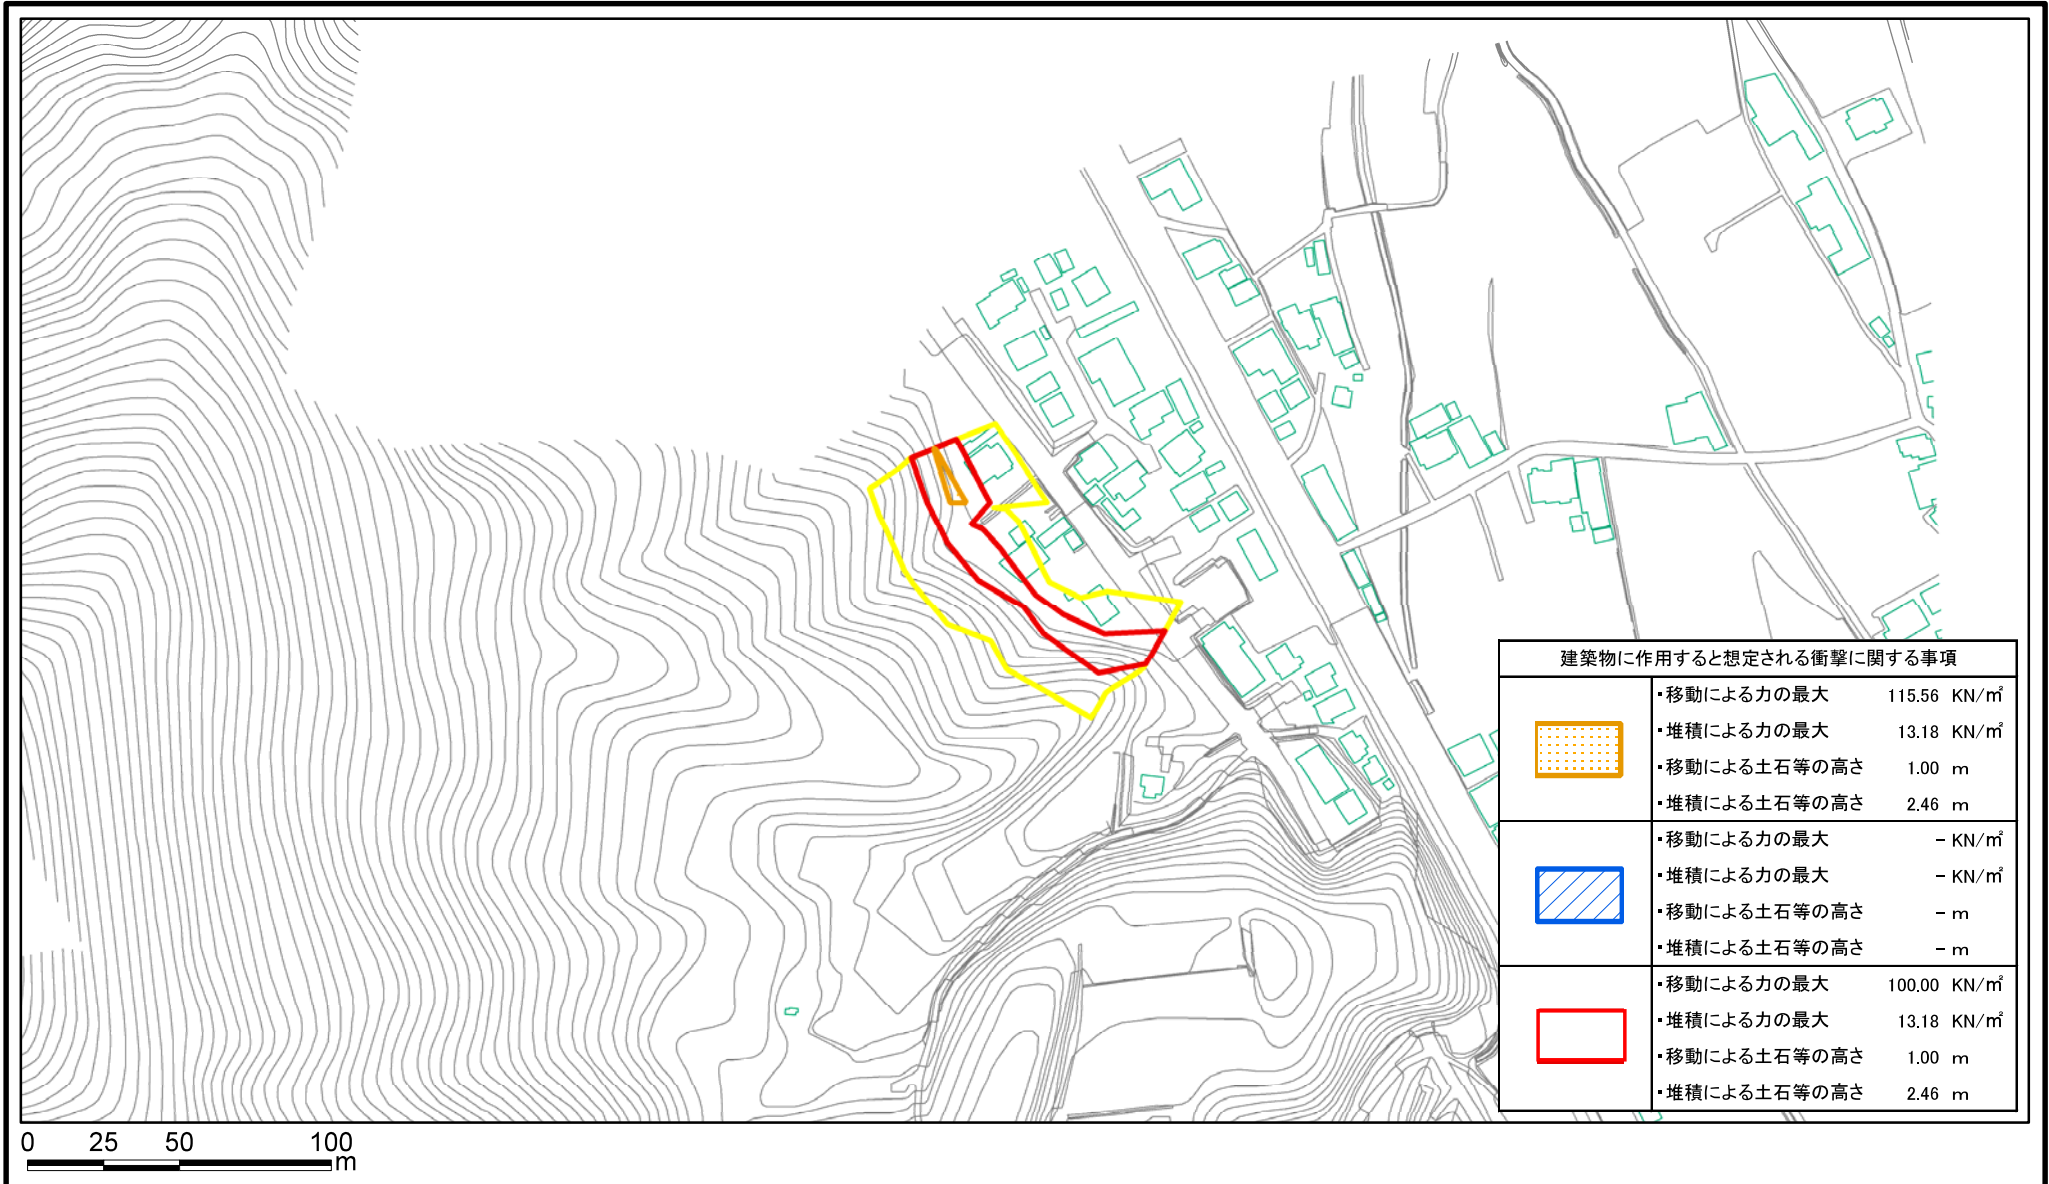 建築物に作用すると想定される衝撃に関する事項
・移動による力の最大 115.56 KN/㎡
・堆積による力の最大 13.18 KN/㎡
・移動による土石等の高さ 1.00 m
・堆積による土石等の高さ 2.46 m
・移動による力の最大 - KN/㎡
・堆積による力の最大 - KN/㎡
・移動による土石等の高さ - m
・堆積による土石等の高さ - m
・移動による力の最大 100.00 KN/㎡
・堆積による力の最大 13.18 KN/㎡
・移動による土石等の高さ 1.00 m
・堆積による土石等の高さ 2.46 m
0 25 50 100
m